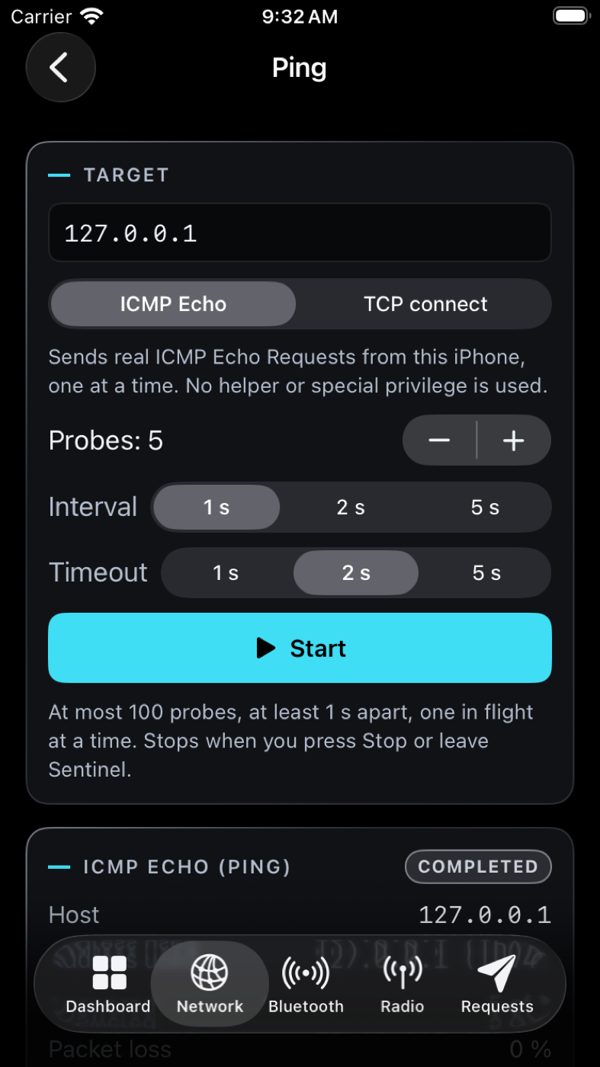 Carrier 9:32 AM
Ping
TARGET
127.0.0.1
ICMP Echo TCP connect
Sends real ICMP Echo Requests from this iPhone,
one at a time. No helper or special privilege is used.
Probes: 5
Interval 1 s 2 s 5 s
Timeout 1 s 2 s 5 s
Start
At most 100 probes, at least 1 s apart, one in flight
at a time. Stops when you press Stop or leave
Sentinel.
ICMP ECHO (PING) COMPLETED
Host 127.0.0.1
Dashboard Network Bluetooth Radio Requests
Packet loss 0 %